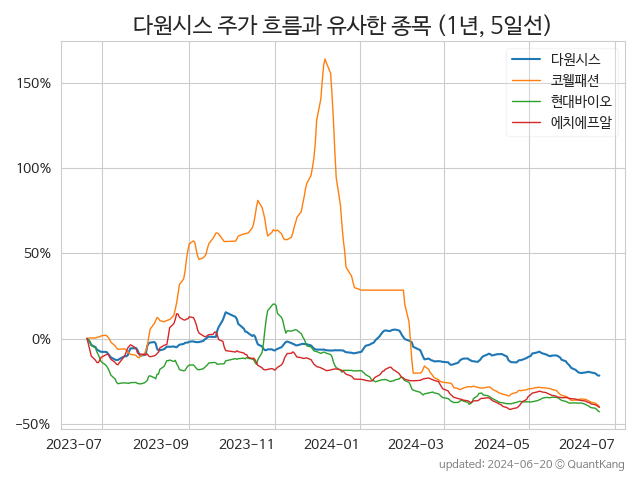 다원시스 주가 흐름과 유사한 종목 (1년, 5일선)
다원시스
코웰패션
현대바이오
에치에프알
150%
100%
50%
0%
−50%
2023−07
2023−09
2023−11
2024−01
2024−03
2024−05
2024−07
updated: 2024-06-20 © QuantKang